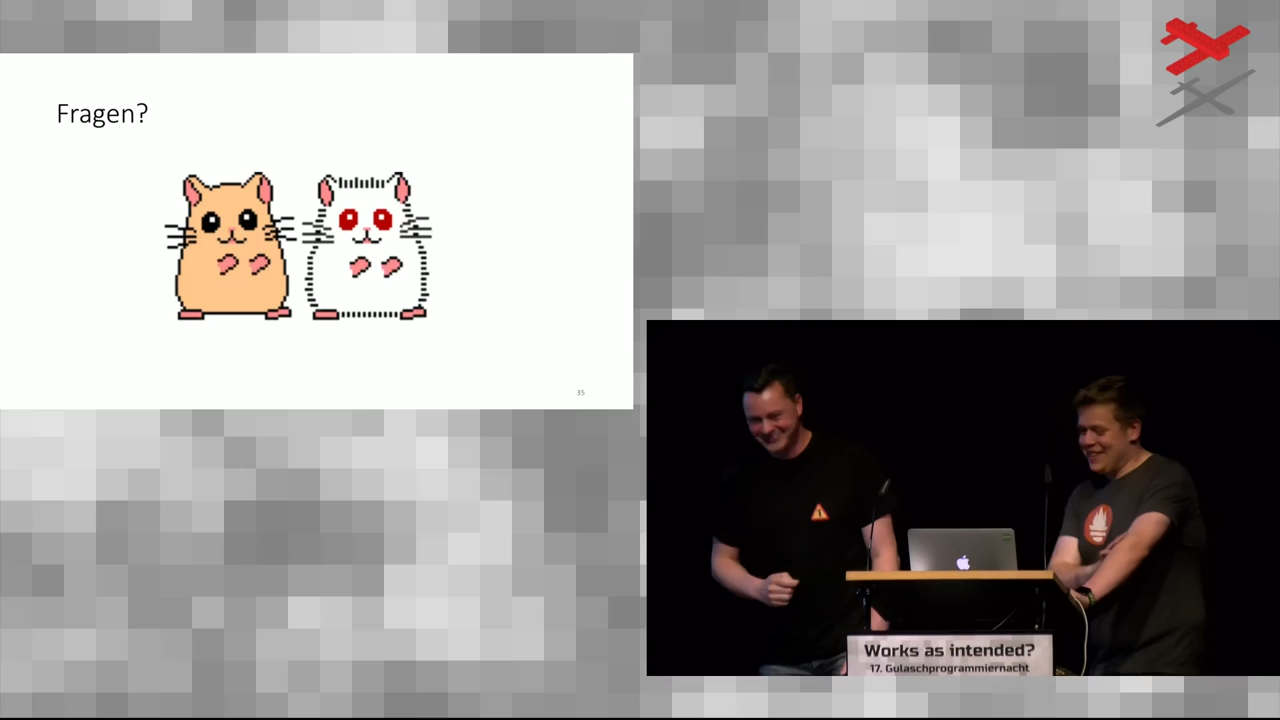 Fragen?
35
Works as intended?
17. Gulaschprogrammiernacht